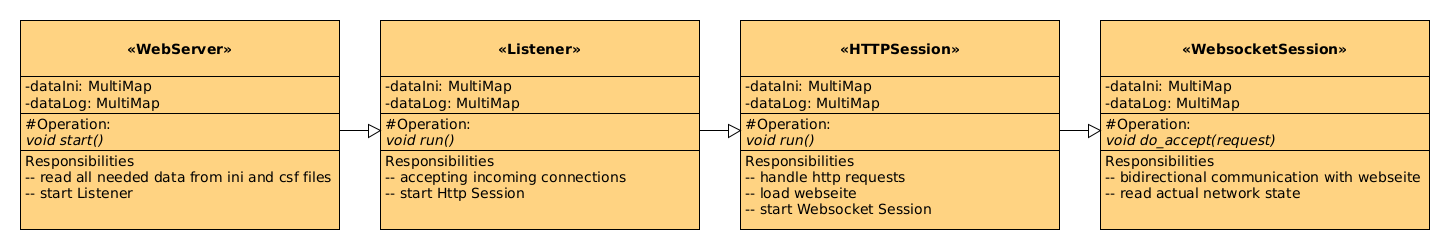 «WebServer»
-dataIni: MultiMap
-dataLog: MultiMap
#Operation:
void start()
Responsibilities
-- read all needed data from ini and csf files
-- start Listener
«Listener»
-dataIni: MultiMap
-dataLog: MultiMap
#Operation:
void run()
Responsibilities
-- accepting incoming connections
-- start Http Session
«HTTPSession»
-dataIni: MultiMap
-dataLog: MultiMap
#Operation:
void run()
Responsibilities
-- handle http requests
-- load webseite
-- start Websocket Session
«WebsocketSession»
-dataIni: MultiMap
-dataLog: MultiMap
#Operation:
void do_accept(request)
Responsibilities
-- bidirectional communication with webseite
-- read actual network state